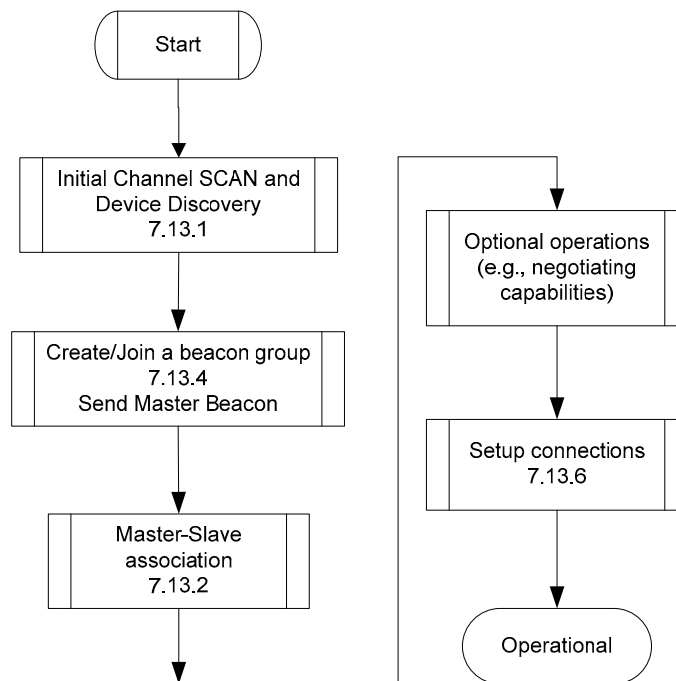 Start
Initial Channel SCAN and
Device Discovery
7.13.1
Create/Join a beacon group
7.13.4
Send Master Beacon
Master-Slave
association
7.13.2
Optional operations
(e.g., negotiating
capabilities)
Setup connections
7.13.6
Operational